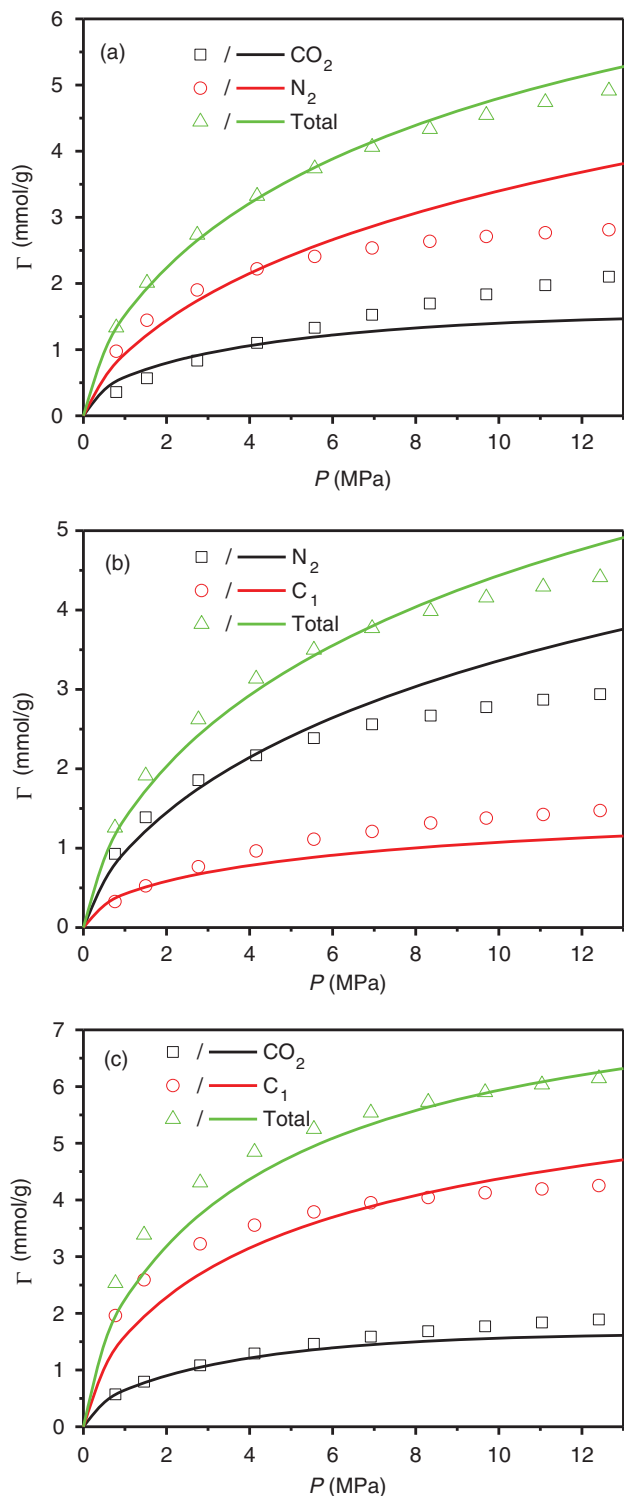 6
(a)
/ CO₂
/ N₂
/ Total
5
4
Γ (mmol/g)
3
2
1
0
0 2 4 6 8 10 12
P (MPa)
5
(b)
/ N₂
/ C₁
/ Total
4
3
Γ (mmol/g)
2
1
0
0 2 4 6 8 10 12
P (MPa)
7
(c)
/ CO₂
/ C₁
/ Total
6
5
4
Γ (mmol/g)
3
2
1
0
0 2 4 6 8 10 12
P (MPa)